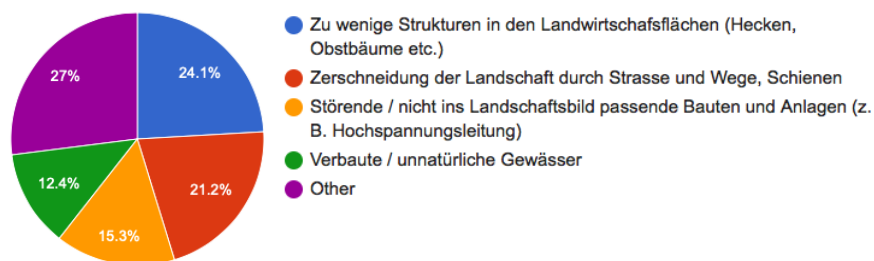 27%
24.1%
21.2%
15.3%
12.4%
Zu wenige Strukturen in den Landwirtschafsflächen (Hecken,
Obstbäume etc.)
Zerschneidung der Landschaft durch Strasse und Wege, Schienen
Störende / nicht ins Landschaftsbild passende Bauten und Anlagen (z.
B. Hochspannungsleitung)
Verbaute / unnatürliche Gewässer
Other